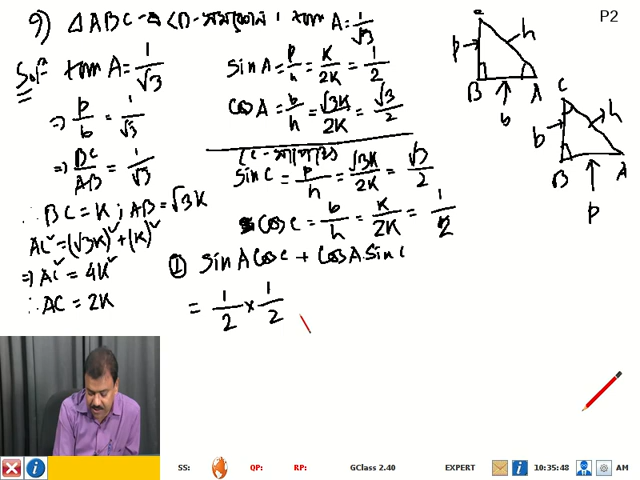 9) △ABC-ৰ ∠B-সমকোণ। tan A = 1/√3
P2
Solⁿ: tan A = 1/√3
⇒ p/b = 1/√3
⇒ BC/AB = 1/√3
∴ BC = K ; AB = √3K
AC² = (√3K)² + (K)²
⇒ AC² = 4K²
∴ AC = 2K
sin A = p/h = K/2K = 1/2
cos A = b/h = √3K/2K = √3/2
sin C = p/h = √3K/2K = √3/2
cos C = b/h = K/2K = 1/2
① sin A cos C + cos A. sin C
= 1/2 × 1/2
C
p
h
B
A
b
C
b
h
B
A
p
SS: QP: RP: GClass 2.40 EXPERT 10:35:48 AM